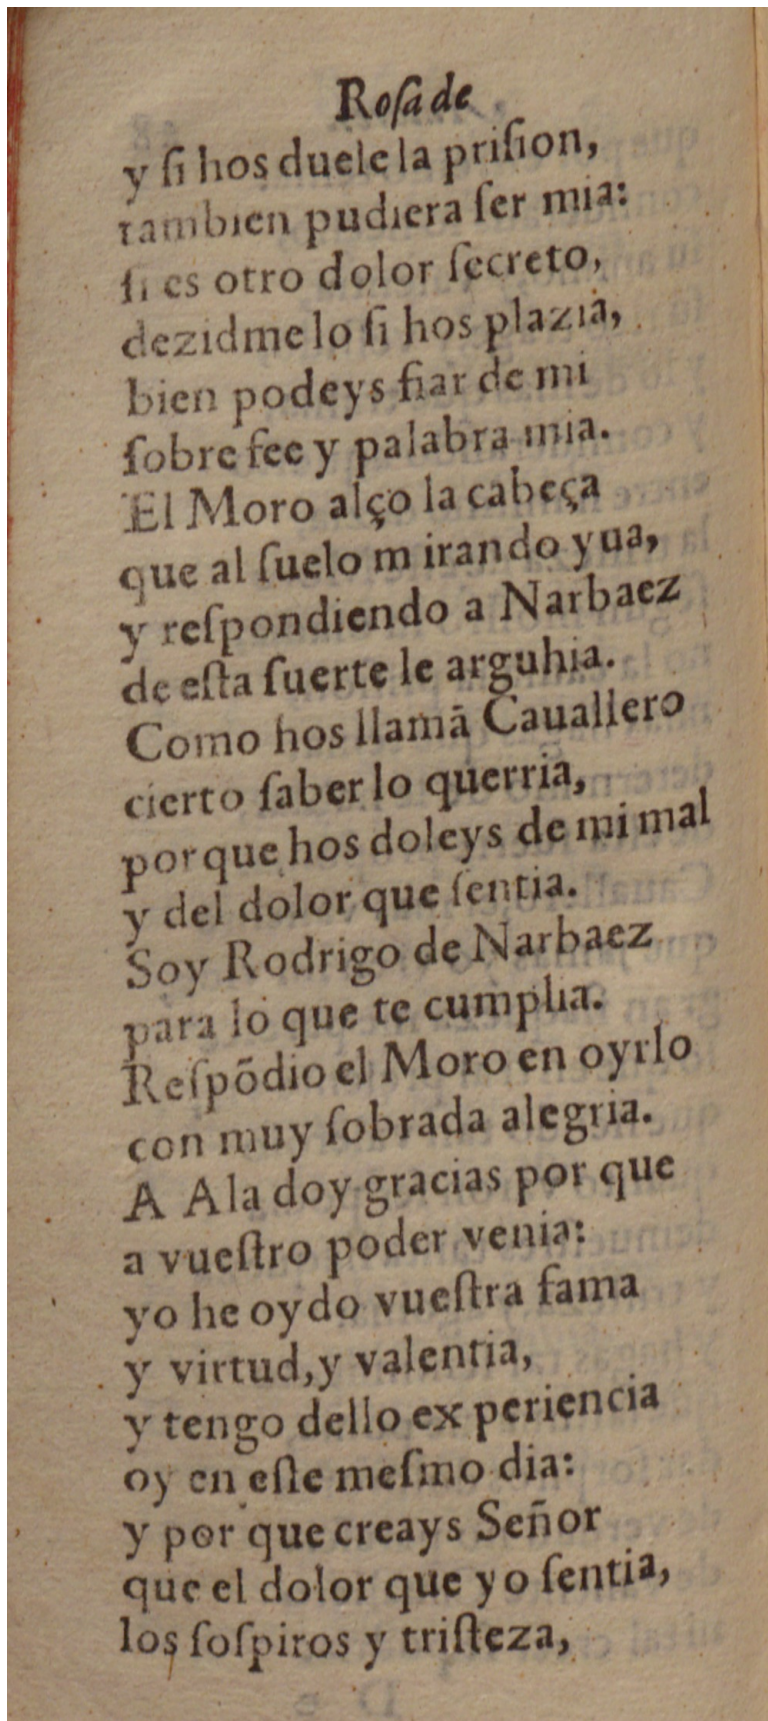 Rosa de
y ſi hos duele la priſion,
tambien pudiera ſer mia:
ſi es otro dolor ſecreto,
dezidme lo ſi hos plazia,
bien podeys fiar de mi
ſobre fee y palabra mia.
El Moro alço la cabeça
que al ſuelo m irando yua,
y reſpondiendo a Narbaez
de eſta ſuerte le arguhia.
Como hos llamā Cauallero
cierto ſaber lo querria,
porque hos doleys de mi mal
y del dolor que ſentia.
Soy Rodrigo de Narbaez
para lo que te cumplia.
Reſpōdio el Moro en oyrlo
con muy ſobrada alegria.
A Ala doy gracias por que
a vueſtro poder venia:
yo he oydo vueſtra fama
y virtud, y valentia,
y tengo dello ex periencia
oy en eſte meſmo dia:
y por que creays Señor
que el dolor que yo ſentia,
los ſoſpiros y triſteza,